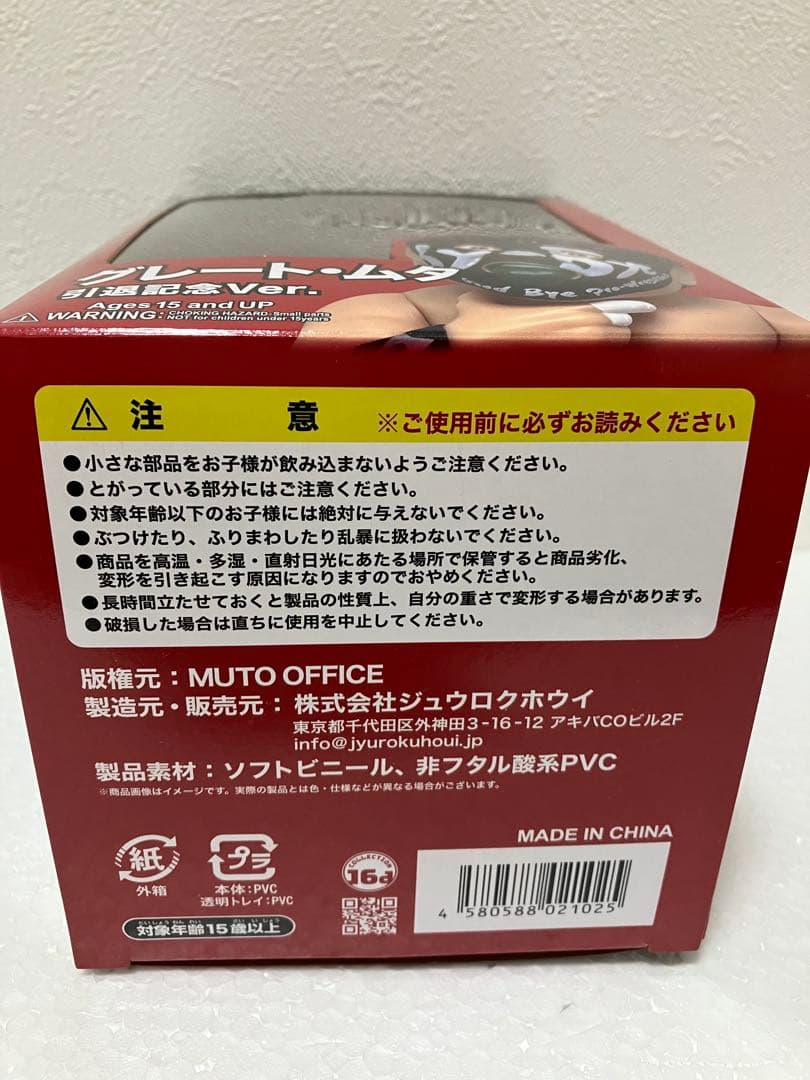 グレート・ムタ
引退記念Ver.
Ages 15 and UP
WARNING: CHOKING HAZARD-Small parts
NOT for children under 15years
Good Bye Pro-Wrestling
注 意 ※ご使用前に必ずお読みください
●小さな部品をお子様が飲み込まないようご注意ください。
●とがっている部分にはご注意ください。
●対象年齢以下のお子様には絶対に与えないでください。
●ぶつけたり、ふりまわしたり乱暴に扱わないでください。
●商品を高温・多湿・直射日光にあたる場所で保管すると商品劣化、
変形を引き起こす原因になりますのでおやめください。
●長時間立たせておくと製品の性質上、自分の重さで変形する場合があります。
●破損した場合は直ちに使用を中止してください。
版権元：MUTO OFFICE
製造元・販売元：株式会社ジュウロクホウイ
東京都千代田区外神田3-16-12 アキバCOビル2F
info@jyurokuhoui.jp
製品素材：ソフトビニール、非フタル酸系PVC
※商品画像はイメージです。実際の製品とは色・仕様などが異なる場合がございます。
MADE IN CHINA
紙
外箱
プラ
本体:PVC
透明トレイ:PVC
COLLECTION
16d
4 580588 021025
たいしょうねんれい さいいじょう
対象年齢15歳以上